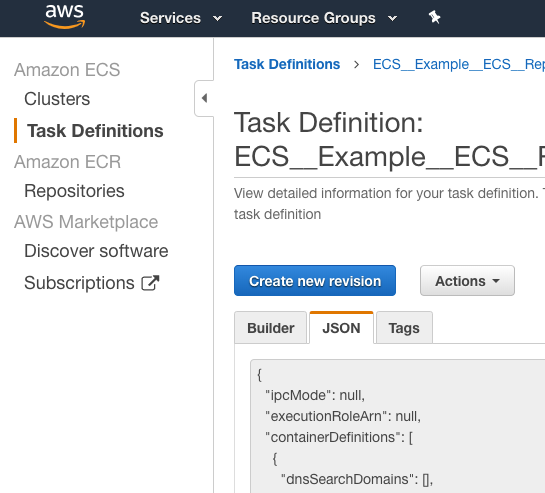 aws Services Resource Groups
Amazon ECS
Clusters
Task Definitions
Amazon ECR
Repositories
AWS Marketplace
Discover software
Subscriptions
Task Definitions > ECS__Example__ECS__Rep
Task Definition:
ECS__Example__ECS__R
View detailed information for your task definition. T
task definition
Create new revision Actions
Builder JSON Tags
{
"ipcMode": null,
"executionRoleArn": null,
"containerDefinitions": [
{
"dnsSearchDomains": [],